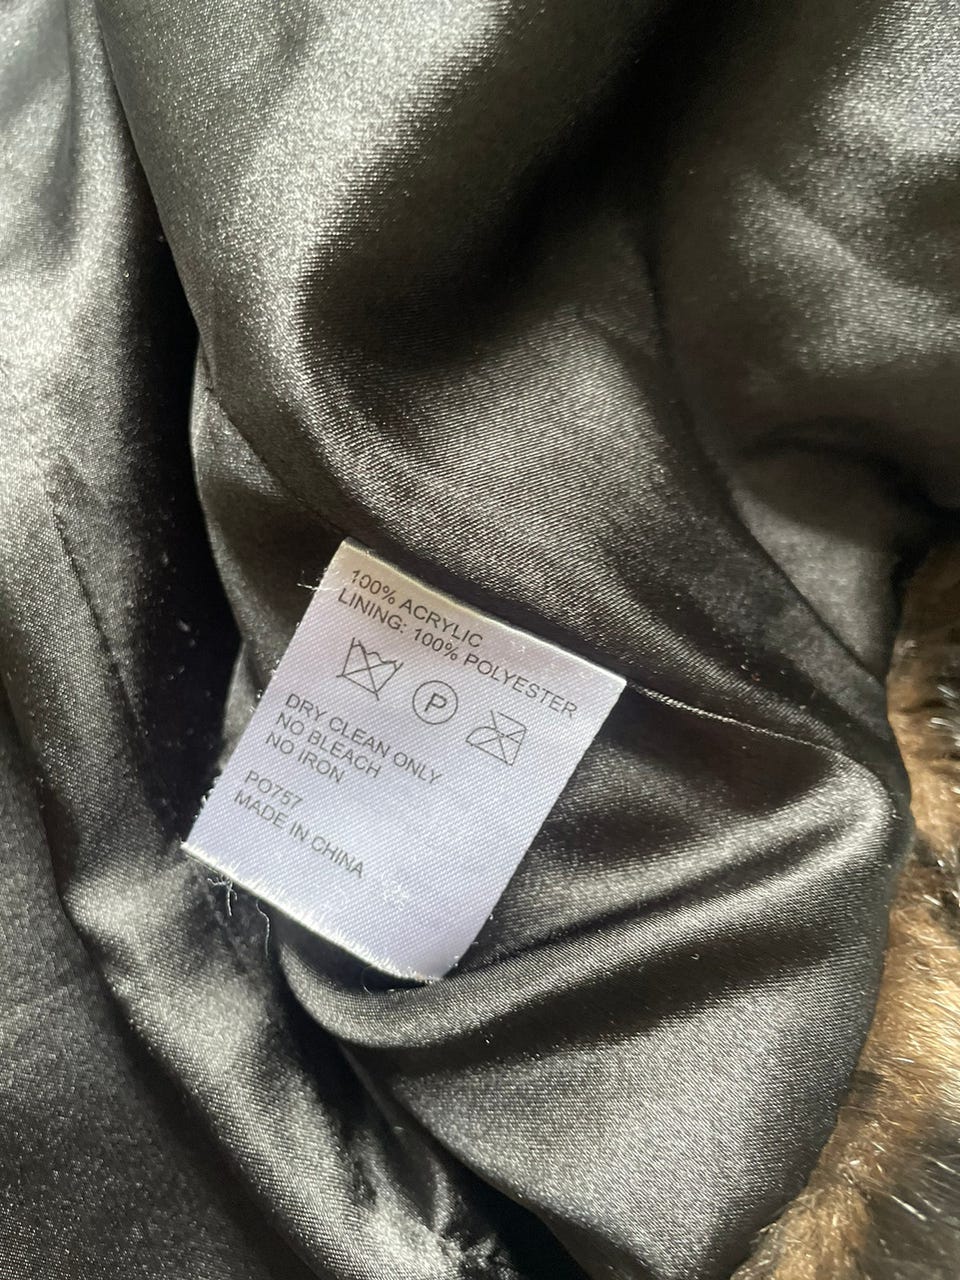 100% ACRYLIC
LINING: 100% POLYESTER
P
DRY CLEAN ONLY
NO BLEACH
NO IRON
PO757
MADE IN CHINA